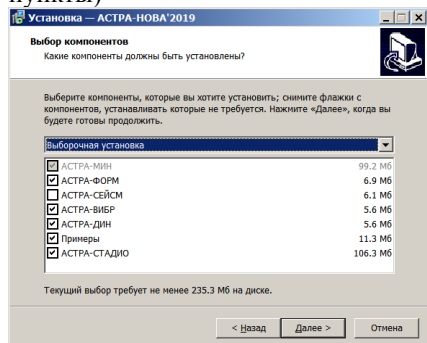 пункты)
Установка — АСТРА-НОВА'2019
Выбор компонентов
Какие компоненты должны быть установлены?
Выберите компоненты, которые вы хотите установить; снимите флажки с
компонентов, устанавливать которые не требуется. Нажмите «Далее», когда вы
будете готовы продолжить.
Выборочная установка
АСТРА-МИН 99.2 Мб
АСТРА-ФОРМ 6.9 Мб
АСТРА-СЕЙСМ 6.1 Мб
АСТРА-ВИБР 5.6 Мб
АСТРА-ДИН 5.6 Мб
Примеры 11.3 Мб
АСТРА-СТАДИО 106.3 Мб
Текущий выбор требует не менее 235.3 Мб на диске.
< Назад Далее > Отмена